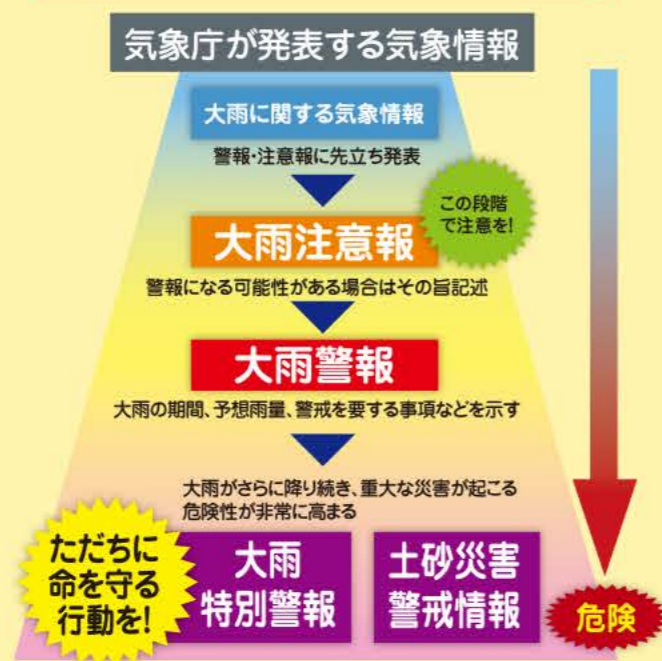 気象庁が発表する気象情報
大雨に関する気象情報
警報・注意報に先立ち発表
この段階
で注意を!
大雨注意報
警報になる可能性がある場合はその旨記述
大雨警報
大雨の期間、予想雨量、警戒を要する事項などを示す
大雨がさらに降り続き、重大な災害が起こる
危険性が非常に高まる
ただちに
命を守る
行動を!
大雨
特別警報
土砂災害
警戒情報
危険